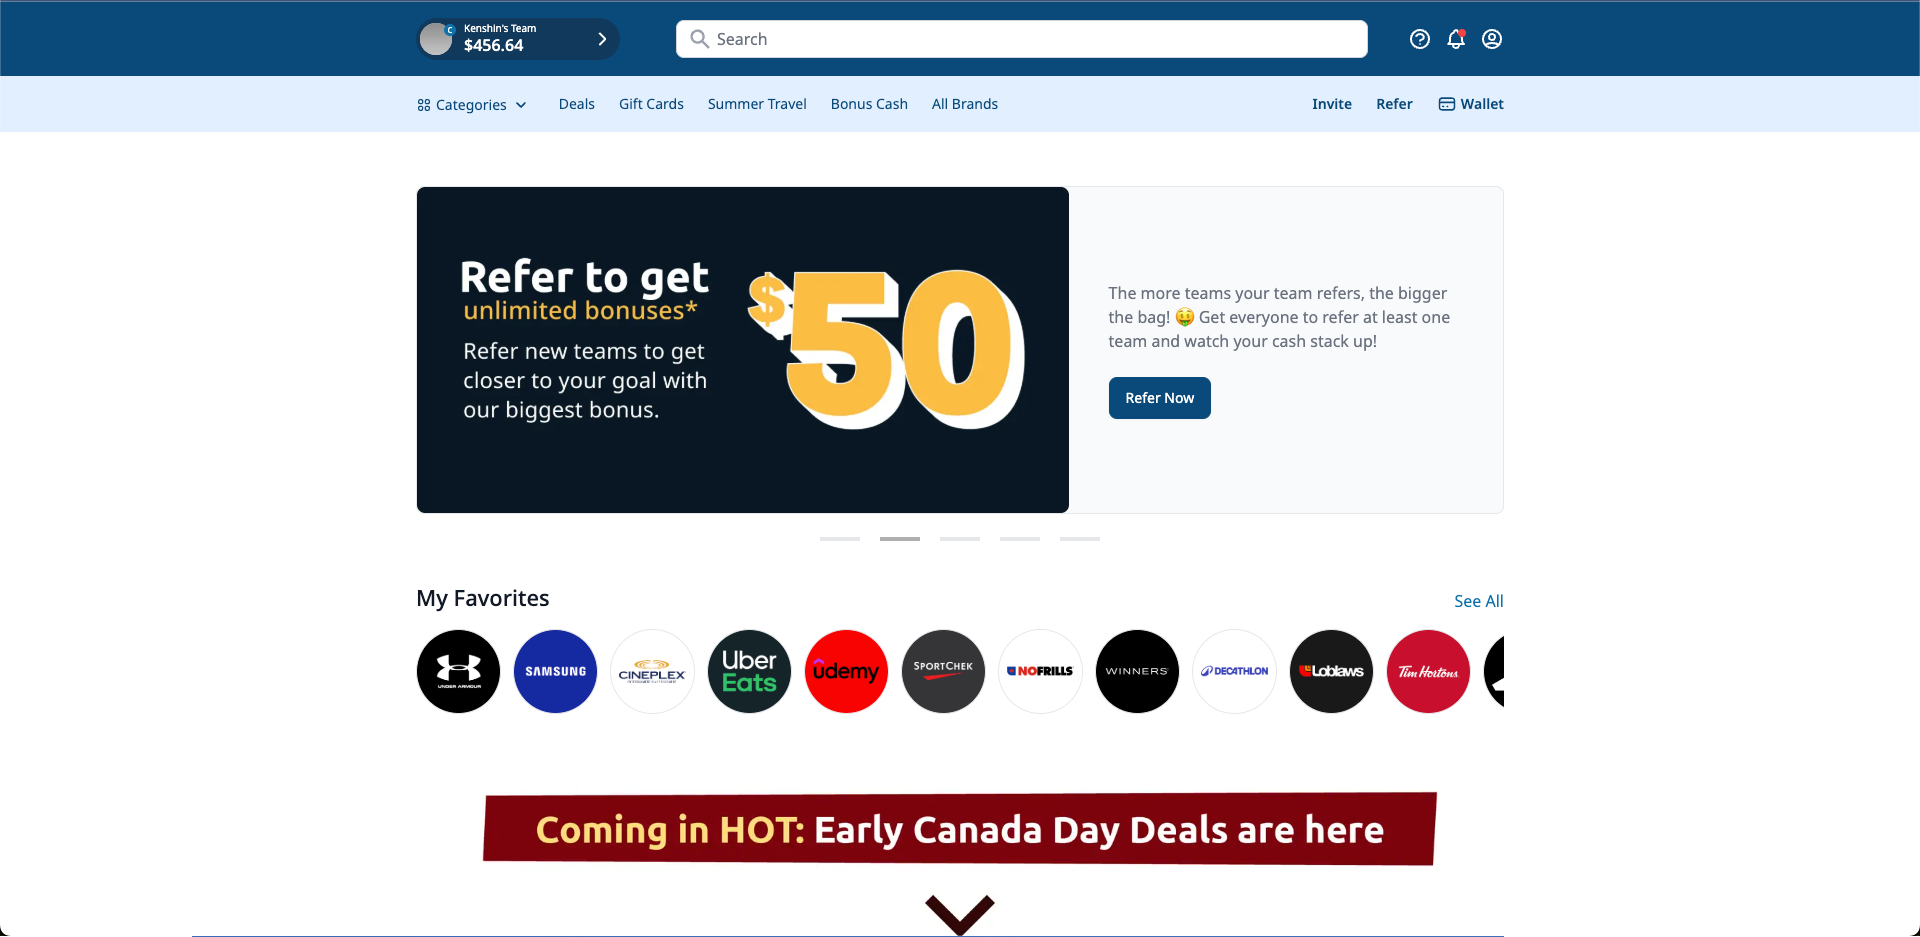 Kenshin's Team
C
$456.64
Search
Categories
Deals
Gift Cards
Summer Travel
Bonus Cash
All Brands
Invite
Refer
Wallet
Refer to get
unlimited bonuses*
Refer new teams to get
closer to your goal with
our biggest bonus.
$50
The more teams your team refers, the bigger
the bag! 🤑 Get everyone to refer at least one
team and watch your cash stack up!
Refer Now
My Favorites
See All
UNDER ARMOUR
SAMSUNG
CINEPLEX
Uber
Eats
ûdemy
SPORTCHEK
NOFRILLS
WINNERS
DECATHLON
Loblaws
Tim Hortons
Coming in HOT: Early Canada Day Deals are here